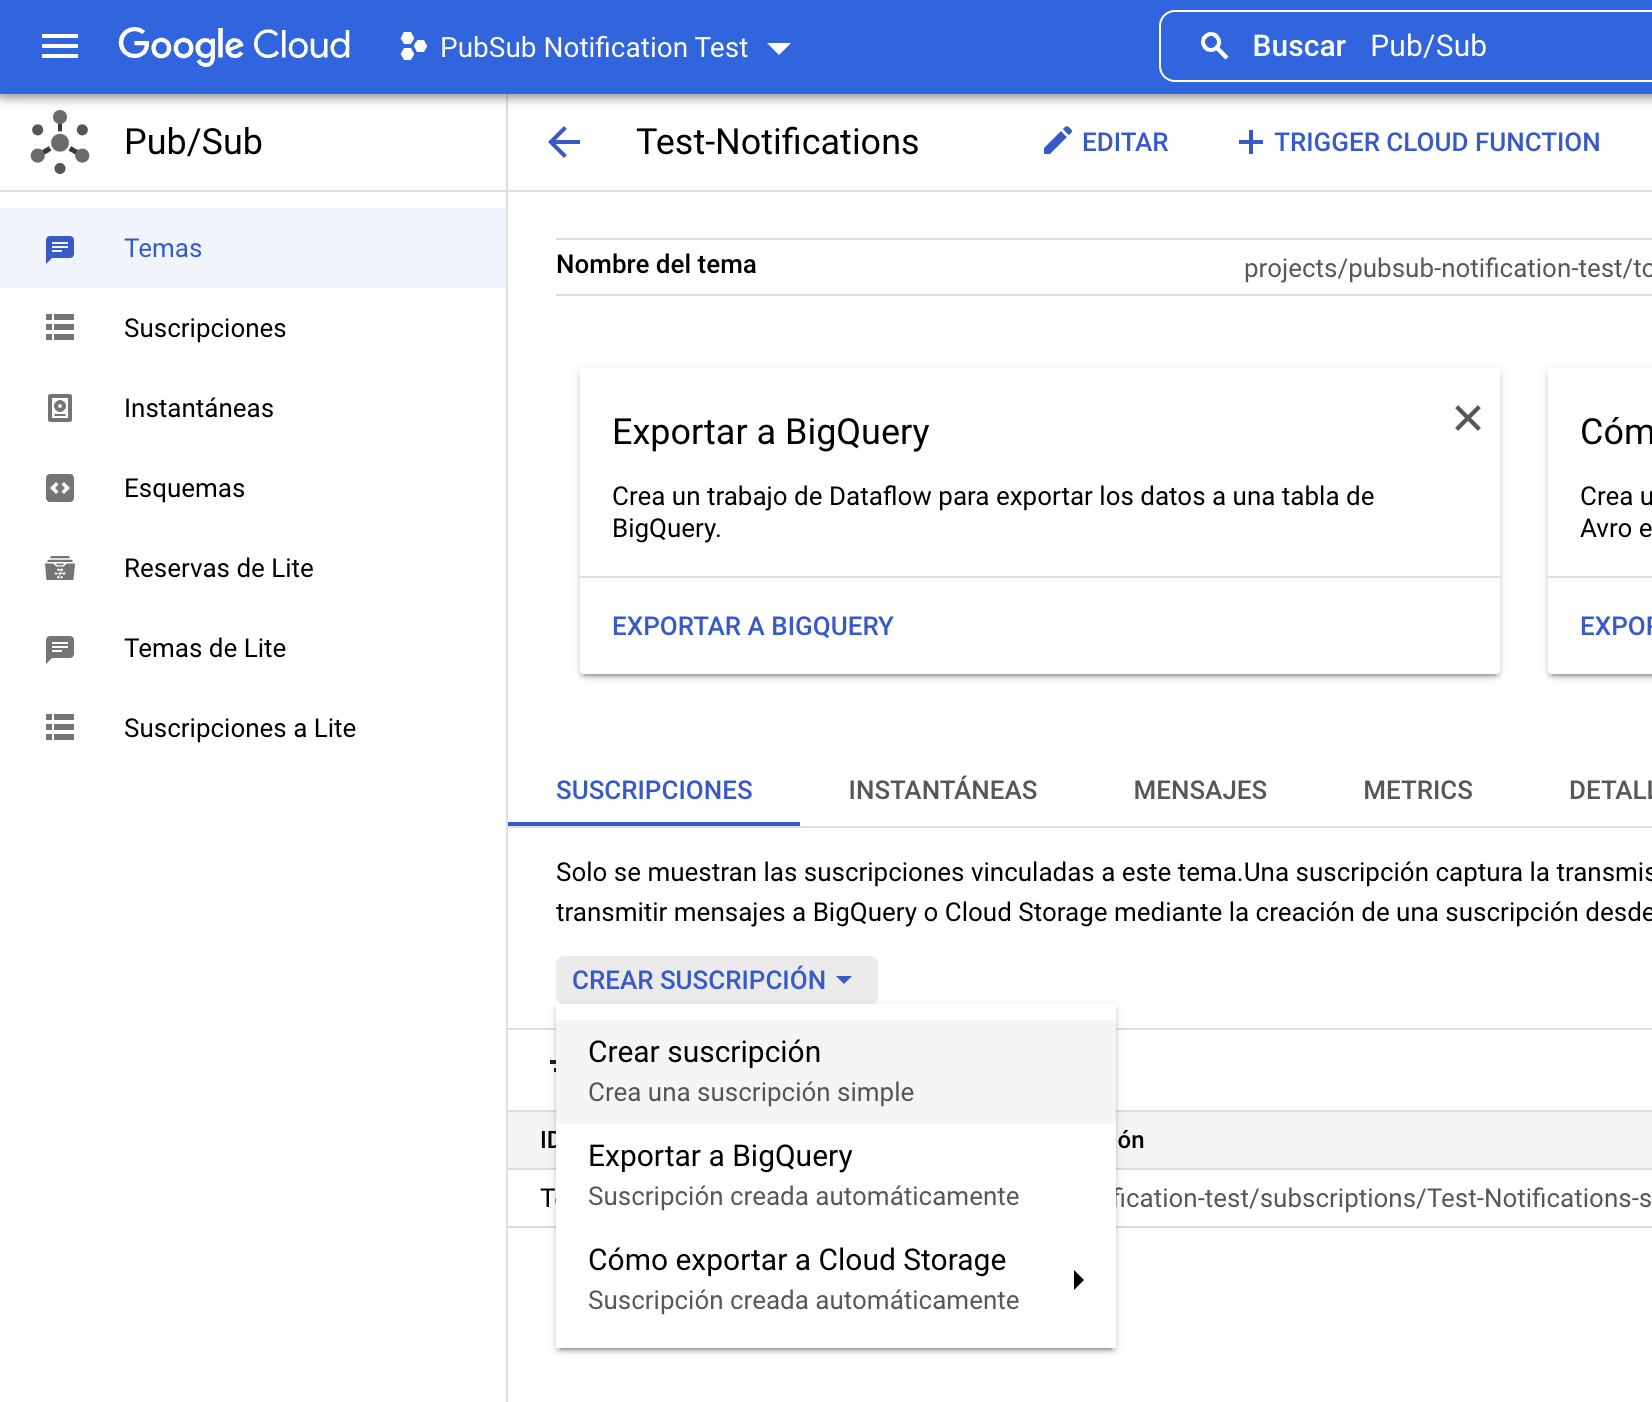 Google Cloud
PubSub Notification Test
Buscar Pub/Sub
Pub/Sub
Test-Notifications
EDITAR
TRIGGER CLOUD FUNCTION
Temas
Suscripciones
Instantáneas
Esquemas
Reservas de Lite
Temas de Lite
Suscripciones a Lite
Nombre del tema
projects/pubsub-notification-test/to
Exportar a BigQuery
Crea un trabajo de Dataflow para exportar los datos a una tabla de
BigQuery.
EXPORTAR A BIGQUERY
Cóm
Crea u
Avro e
EXPOR
SUSCRIPCIONES
INSTANTÁNEAS
MENSAJES
METRICS
DETALL
Solo se muestran las suscripciones vinculadas a este tema.Una suscripción captura la transmis
transmitir mensajes a BigQuery o Cloud Storage mediante la creación de una suscripción desde
CREAR SUSCRIPCIÓN
Crear suscripción
Crea una suscripción simple
Exportar a BigQuery
Suscripción creada automáticamente
Cómo exportar a Cloud Storage
Suscripción creada automáticamente
ID
ón
fication-test/subscriptions/Test-Notifications-s